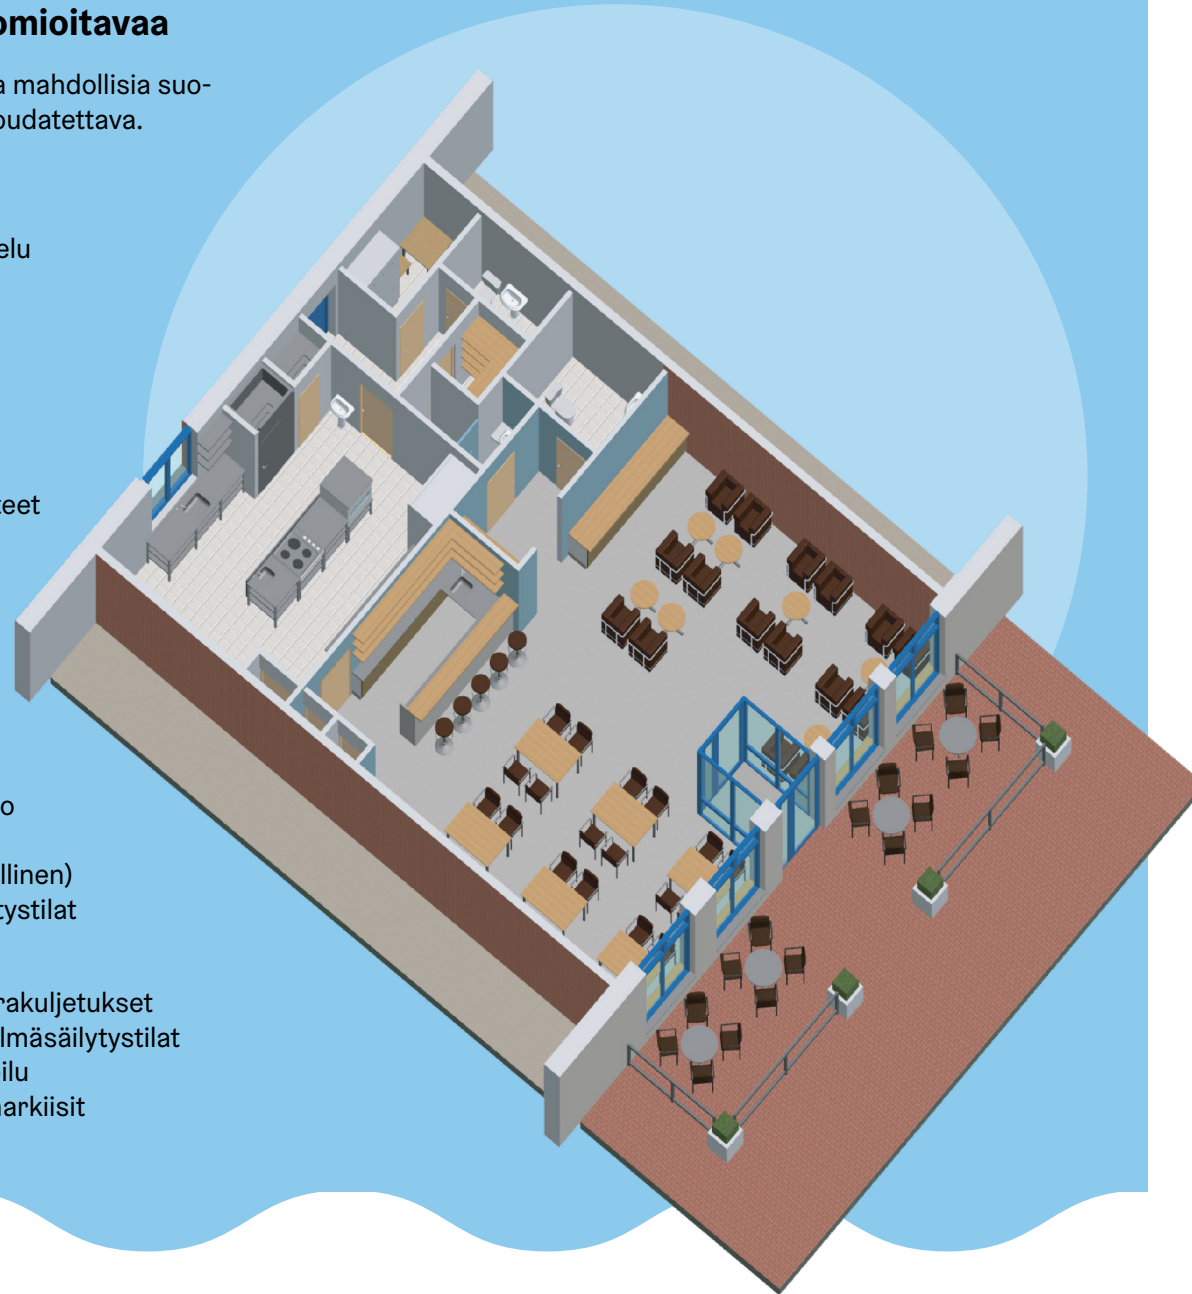 omioitavaa
a mahdollisia suo-
oudatettava.
elu
teet
o
llinen)
tystilat
rakuljetukset
lmäsäilytystilat
ilu
narkiisit